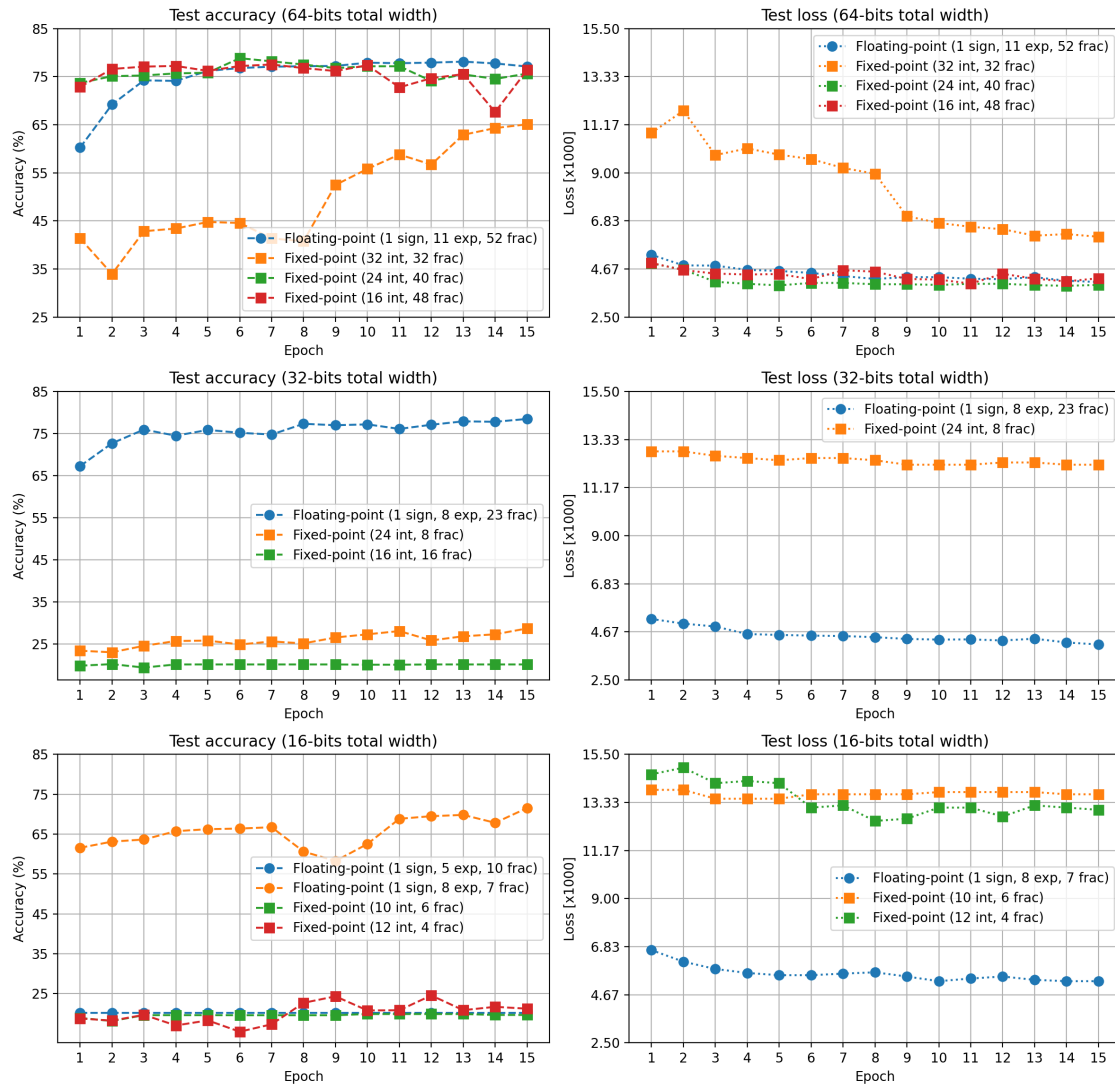 Test accuracy (64-bits total width)
85
75
65
55
45
35
25
Accuracy (%)
Floating-point (1 sign, 11 exp, 52 frac)
Fixed-point (32 int, 32 frac)
Fixed-point (24 int, 40 frac)
Fixed-point (16 int, 48 frac)
1 2 3 4 5 6 7 8 9 10 11 12 13 14 15
Epoch
Test loss (64-bits total width)
15.50
13.33
11.17
9.00
6.83
4.67
2.50
Loss [x1000]
Floating-point (1 sign, 11 exp, 52 frac)
Fixed-point (32 int, 32 frac)
Fixed-point (24 int, 40 frac)
Fixed-point (16 int, 48 frac)
1 2 3 4 5 6 7 8 9 10 11 12 13 14 15
Epoch
Test accuracy (32-bits total width)
85
75
65
55
45
35
25
Accuracy (%)
Floating-point (1 sign, 8 exp, 23 frac)
Fixed-point (24 int, 8 frac)
Fixed-point (16 int, 16 frac)
1 2 3 4 5 6 7 8 9 10 11 12 13 14 15
Epoch
Test loss (32-bits total width)
15.50
13.33
11.17
9.00
6.83
4.67
2.50
Loss [x1000]
Floating-point (1 sign, 8 exp, 23 frac)
Fixed-point (24 int, 8 frac)
1 2 3 4 5 6 7 8 9 10 11 12 13 14 15
Epoch
Test accuracy (16-bits total width)
85
75
65
55
45
35
25
Accuracy (%)
Floating-point (1 sign, 5 exp, 10 frac)
Floating-point (1 sign, 8 exp, 7 frac)
Fixed-point (10 int, 6 frac)
Fixed-point (12 int, 4 frac)
1 2 3 4 5 6 7 8 9 10 11 12 13 14 15
Epoch
Test loss (16-bits total width)
15.50
13.33
11.17
9.00
6.83
4.67
2.50
Loss [x1000]
Floating-point (1 sign, 8 exp, 7 frac)
Fixed-point (10 int, 6 frac)
Fixed-point (12 int, 4 frac)
1 2 3 4 5 6 7 8 9 10 11 12 13 14 15
Epoch